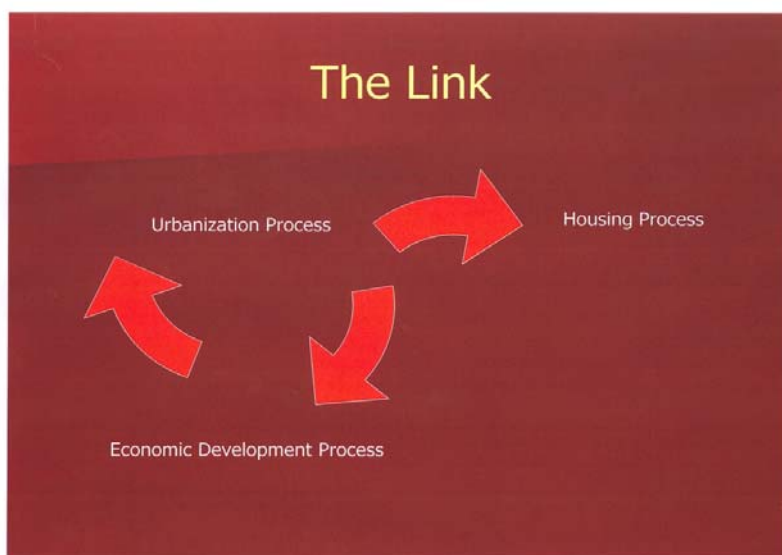 The Link
Urbanization Process
Housing Process
Economic Development Process